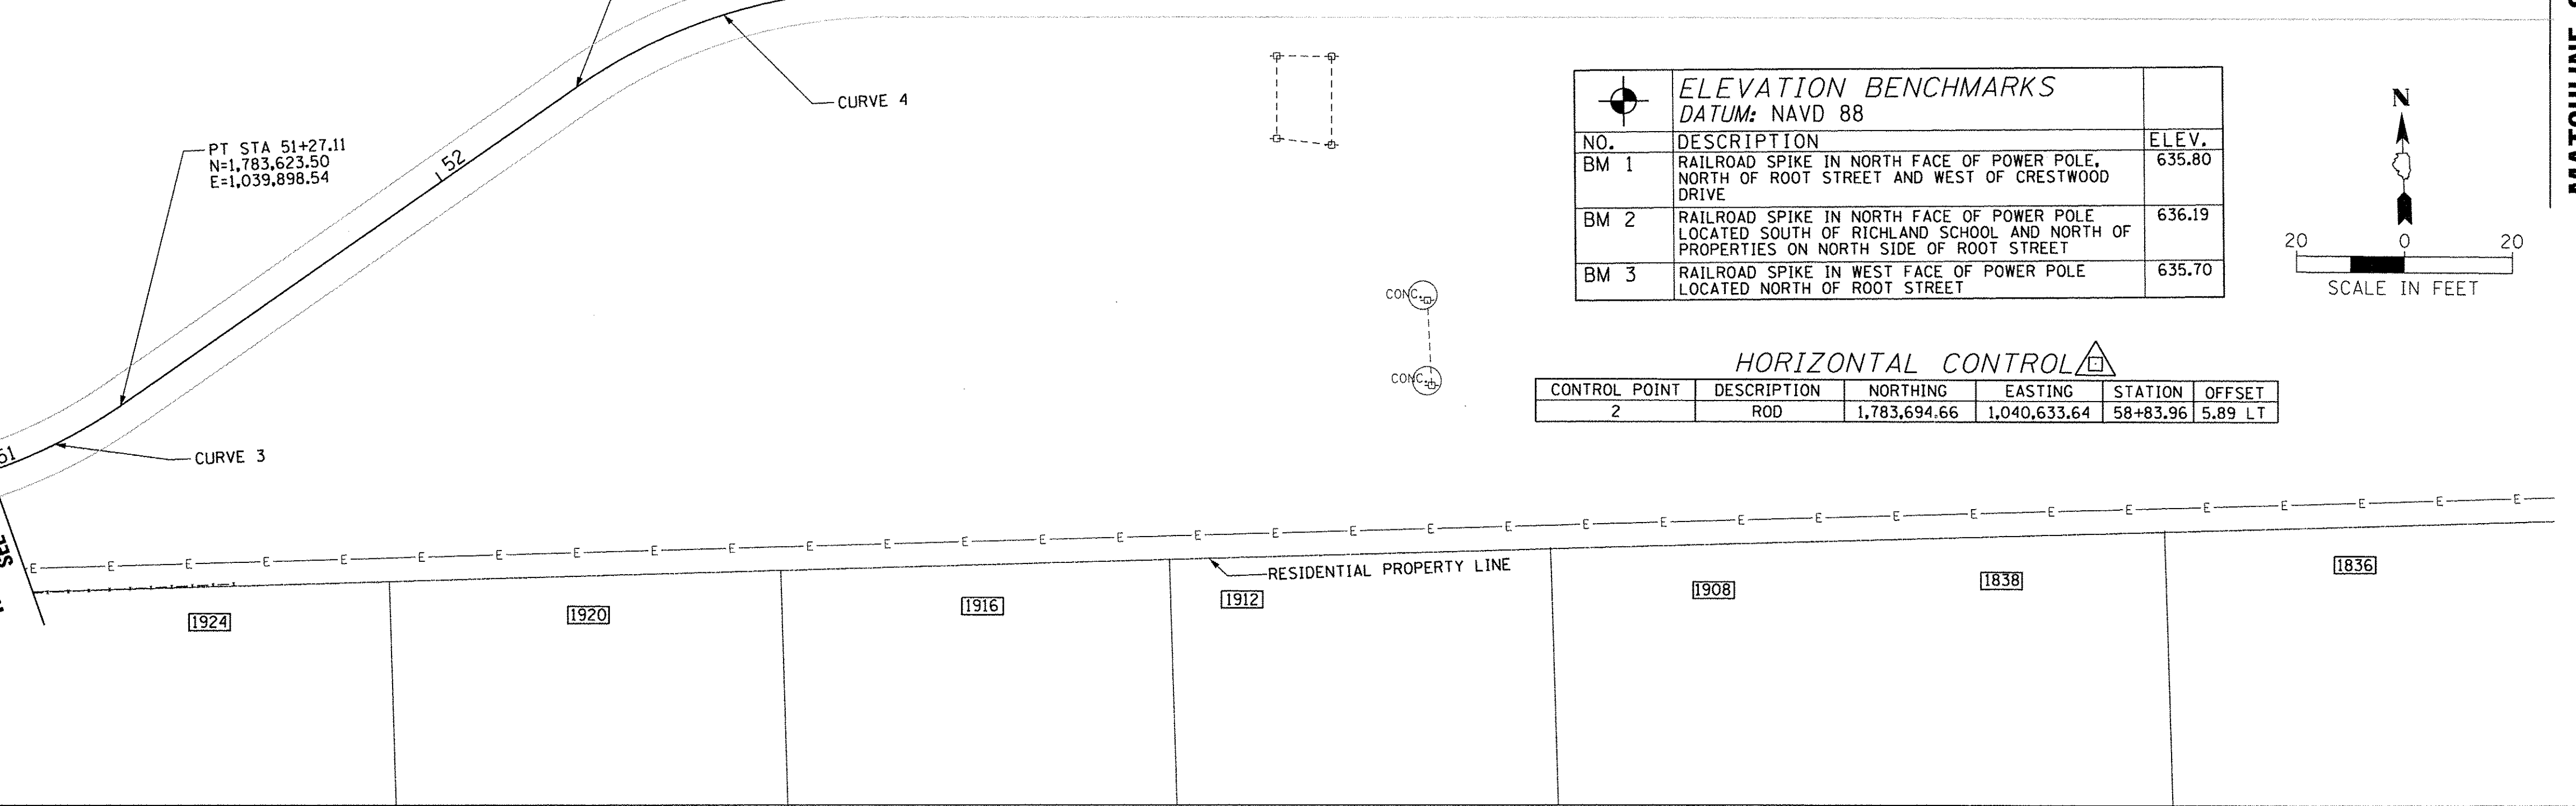 CURVE 4
PT STA 51+27.11
N=1,783,623.50
E=1,039,898.54
52
51
CURVE 3
ELEVATION BENCHMARKS
DATUM: NAVD 88
NO. DESCRIPTION ELEV.
BM 1 RAILROAD SPIKE IN NORTH FACE OF POWER POLE, 635.80
NORTH OF ROOT STREET AND WEST OF CRESTWOOD
DRIVE
BM 2 RAILROAD SPIKE IN NORTH FACE OF POWER POLE 636.19
LOCATED SOUTH OF RICHLAND SCHOOL AND NORTH OF
PROPERTIES ON NORTH SIDE OF ROOT STREET
BM 3 RAILROAD SPIKE IN WEST FACE OF POWER POLE 635.70
LOCATED NORTH OF ROOT STREET
N
20 0 20
SCALE IN FEET
CONC.
CONC.
HORIZONTAL CONTROL
CONTROL POINT DESCRIPTION NORTHING EASTING STATION OFFSET
2 ROD 1,783,694.66 1,040,633.64 58+83.96 5.89 LT
E E E E E E E E E E E E E E E E E E E E E E E E E E E E E E E E E
RESIDENTIAL PROPERTY LINE
1924
1920
1916
1912
1908
1838
1836